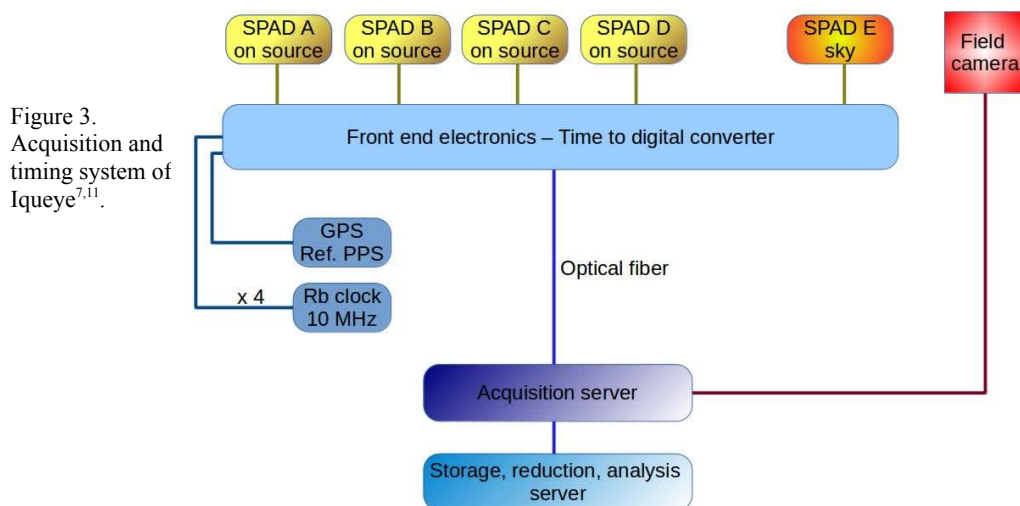 SPAD A
on source
SPAD B
on source
SPAD C
on source
SPAD D
on source
SPAD E
sky
Field
camera
Figure 3.
Acquisition and
timing system of
Iqueye7,11.
Front end electronics – Time to digital converter
GPS
Ref. PPS
Optical fiber
x 4
Rb clock
10 MHz
Acquisition server
Storage, reduction, analysis
server